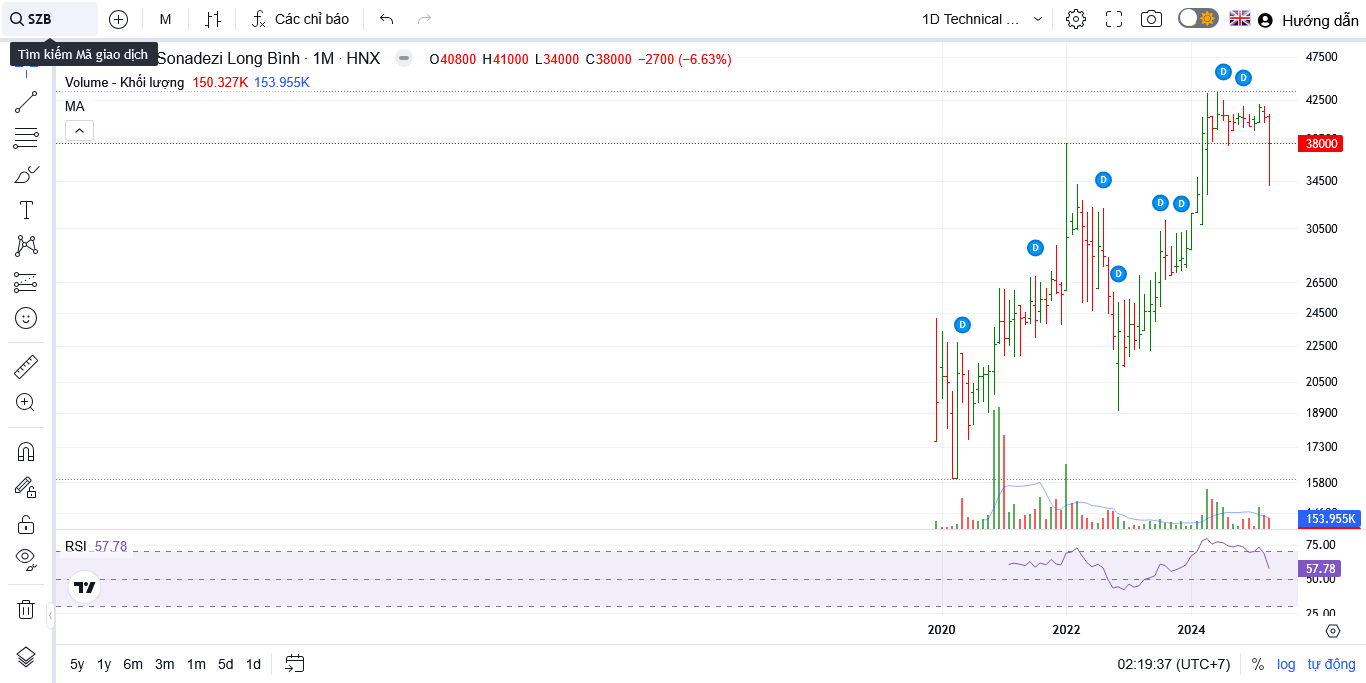 SZB
M
Các chỉ báo
1D Technical ...
Hướng dẫn
Tìm kiếm Mã giao dịch
Sonadezi Long Bình · 1M · HNX
O40800 H41000 L34000 C38000 −2700 (−6.63%)
Volume - Khối lượng 150.327K 153.955K
MA
47500
42500
38000
34500
30500
26500
24500
22500
20500
18900
17300
15800
153.955K
D
D
D
D
D
D
D
D
RSI 57.78
75.00
57.78
50.00
25.00
2020
2022
2024
5y 1y 6m 3m 1m 5d 1d
02:19:37 (UTC+7)
%
log
tự động